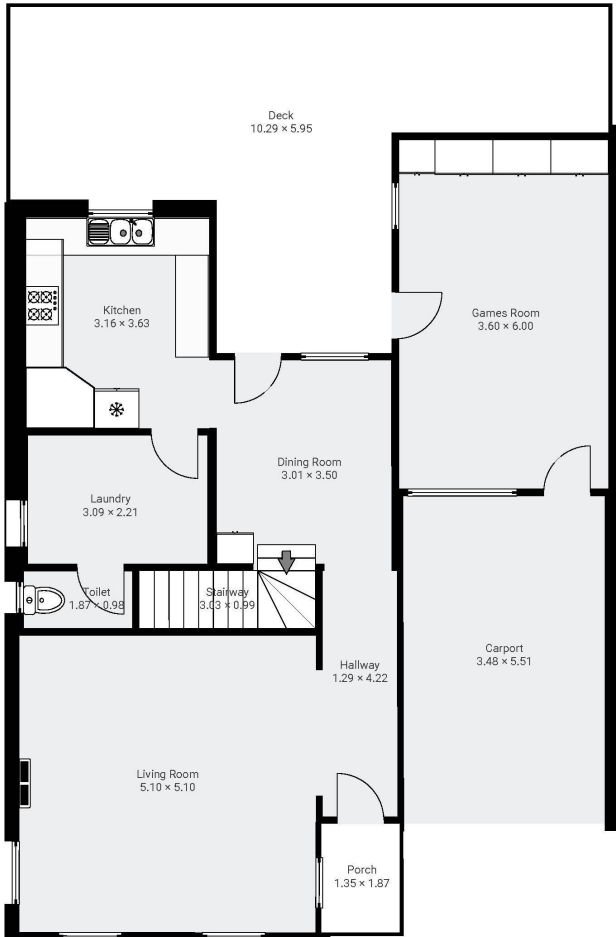 Deck
10.29 × 5.95
Kitchen
3.16 × 3.63
Games Room
3.60 × 6.00
Dining Room
3.01 × 3.50
Laundry
3.09 × 2.21
Toilet
1.87 × 0.98
Stairway
3.03 × 0.99
Hallway
1.29 × 4.22
Carport
3.48 × 5.51
Living Room
5.10 × 5.10
Porch
1.35 × 1.87